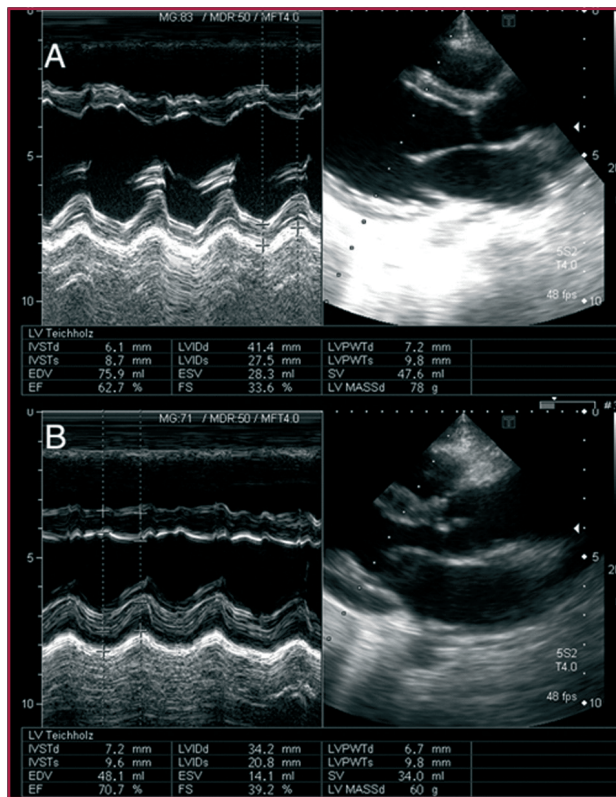 MG:83 / MDR:50 / MFT4.0
A
0
0
5
5
10
5S2
T4.0
48 fps
10
LV Teichholz
IVSTd 6.1 mm LVIDd 41.4 mm LVPWTd 7.2 mm
IVSTs 8.7 mm LVIDs 27.5 mm LVPWTs 9.8 mm
EDV 75.9 ml ESV 28.3 ml SV 47.6 ml
EF 62.7 % FS 33.6 % LV MASSd 78 g
MG:71 / MDR:50 / MFT4.0
B
0
0
5
5
10
5S2
T4.0
48 fps
10
LV Teichholz
IVSTd 7.2 mm LVIDd 34.2 mm LVPWTd 6.7 mm
IVSTs 9.6 mm LVIDs 20.8 mm LVPWTs 9.8 mm
EDV 48.1 ml ESV 14.1 ml SV 34.0 ml
EF 70.7 % FS 39.2 % LV MASSd 60 g